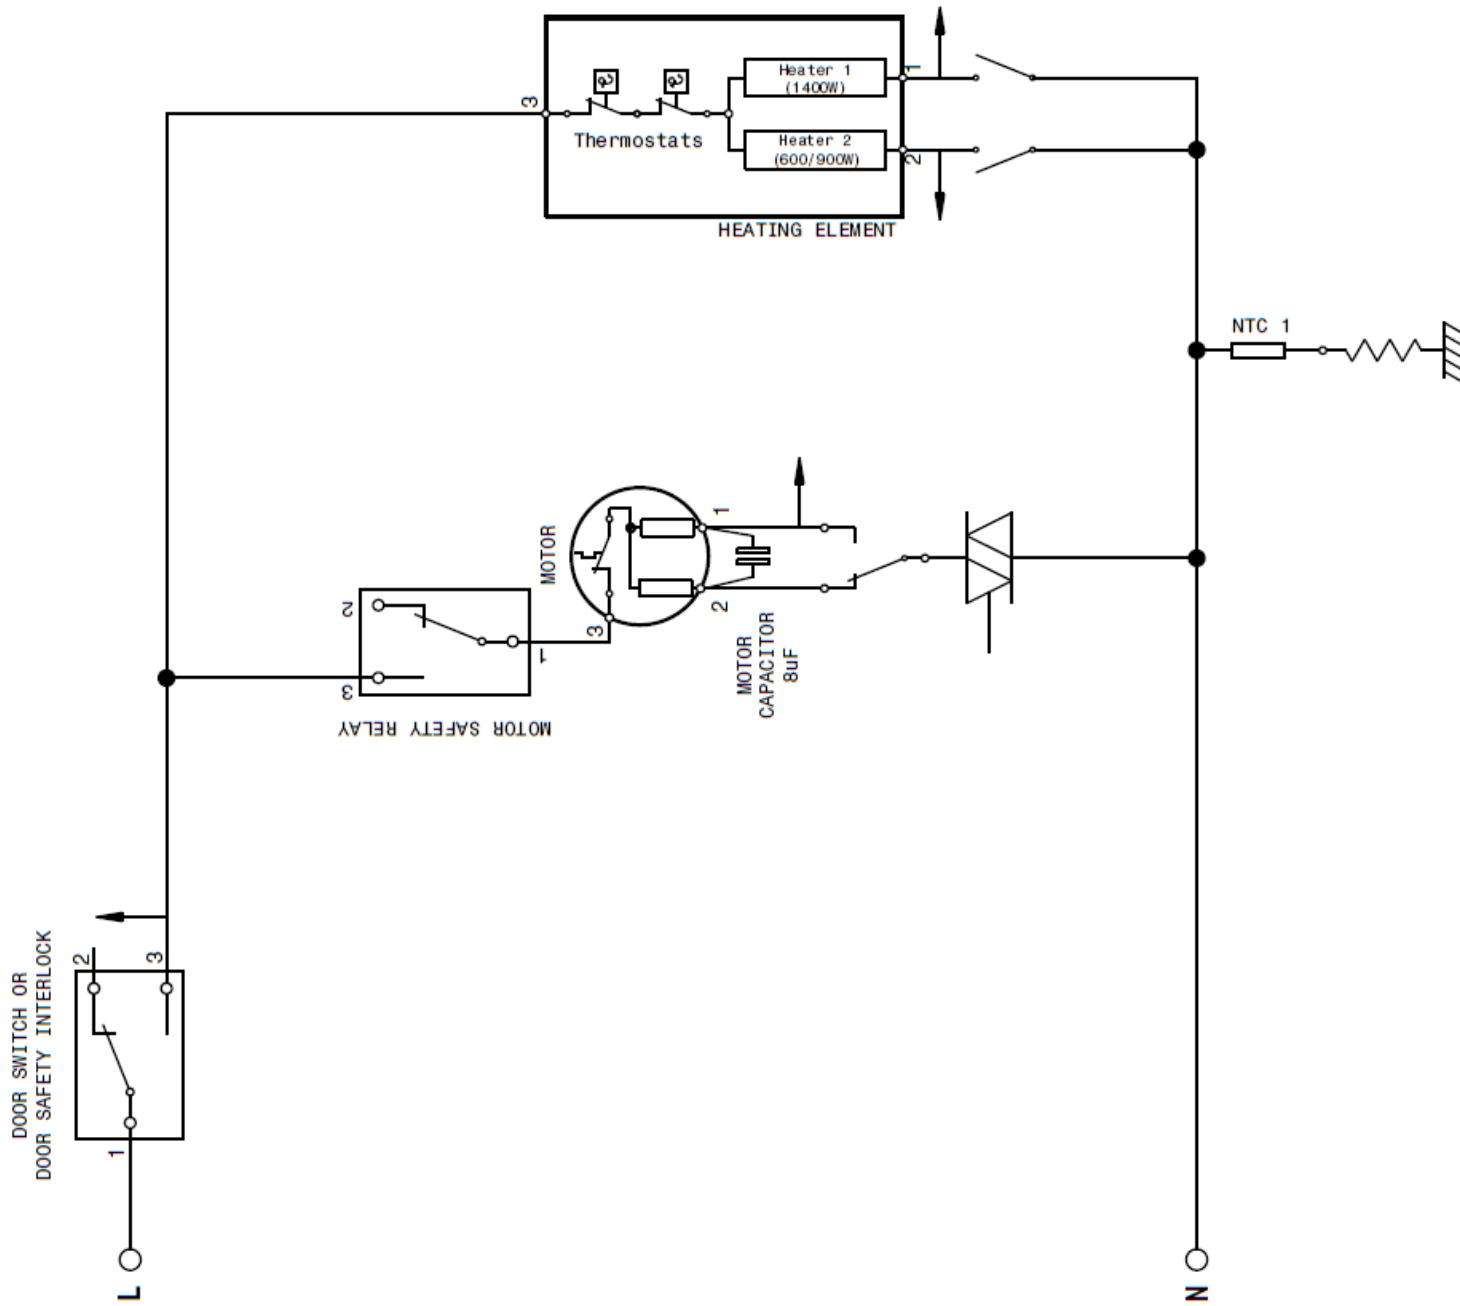 1
Heater 1
(1400W)
3
Thermostats
Heater 2
(600/900W)
2
HEATING ELEMENT
NTC 1
MOTOR
1
2
3
2
1
3
MOTOR SAFETY RELAY
MOTOR
CAPACITOR
8uF
DOOR SWITCH OR
DOOR SAFETY INTERLOCK
2
3
1
L
N